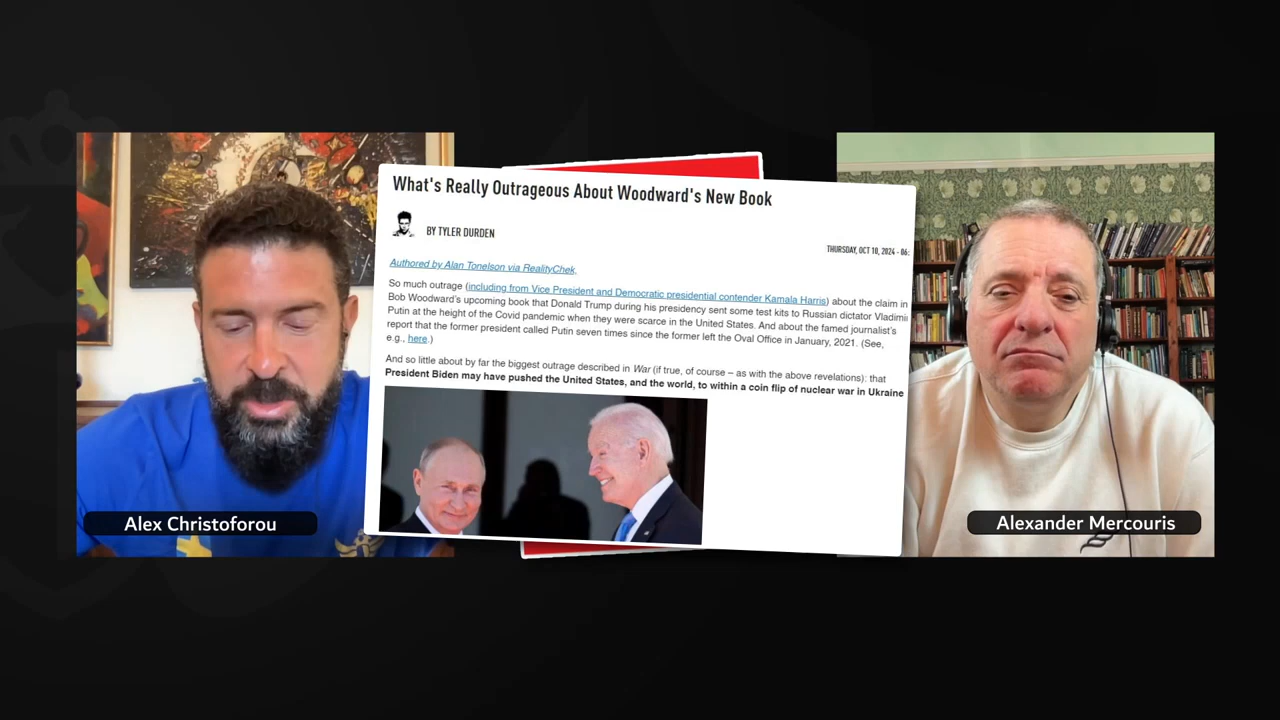 What's Really Outrageous About Woodward's New Book
BY TYLER DURDEN
THURSDAY, OCT 10, 2024 - 06:
Authored by Alan Tonelson via RealityChek,
So much outrage (including from Vice President and Democratic presidential contender Kamala Harris) about the claim in
Bob Woodward's upcoming book that Donald Trump during his presidency sent some test kits to Russian dictator Vladimir
Putin at the height of the Covid pandemic when they were scarce in the United States. And about the famed journalist's
report that the former president called Putin seven times since the former left the Oval Office in January, 2021. (See,
e.g., here.)
And so little about by far the biggest outrage described in War (if true, of course – as with the above revelations): that
President Biden may have pushed the United States, and the world, to within a coin flip of nuclear war in Ukraine
Alex Christoforou
Alexander Mercouris